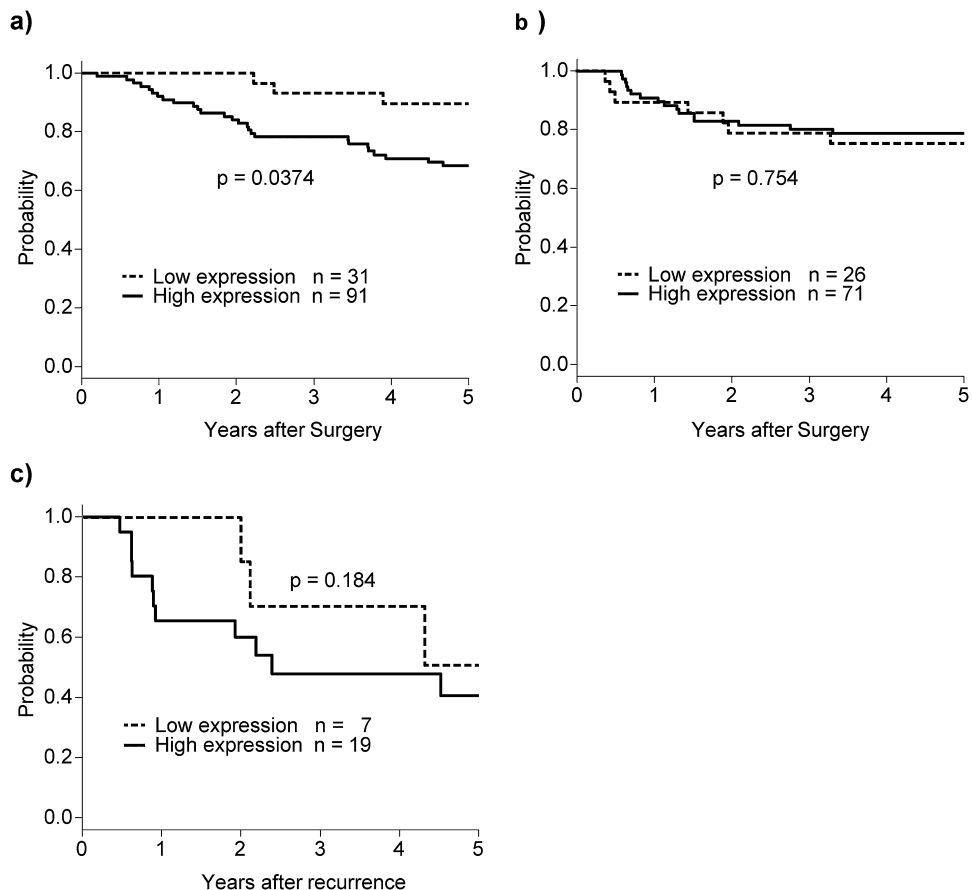 a)
1.0
0.8
0.6
0.4
0.2
0.0
Probability
p = 0.0374
Low expression n = 31
High expression n = 91
0 1 2 3 4 5
Years after Surgery
b )
1.0
0.8
0.6
0.4
0.2
0.0
Probability
p = 0.754
Low expression n = 26
High expression n = 71
0 1 2 3 4 5
Years after Surgery
c)
1.0
0.8
0.6
0.4
0.2
0.0
Probability
p = 0.184
Low expression n = 7
High expression n = 19
0 1 2 3 4 5
Years after recurrence